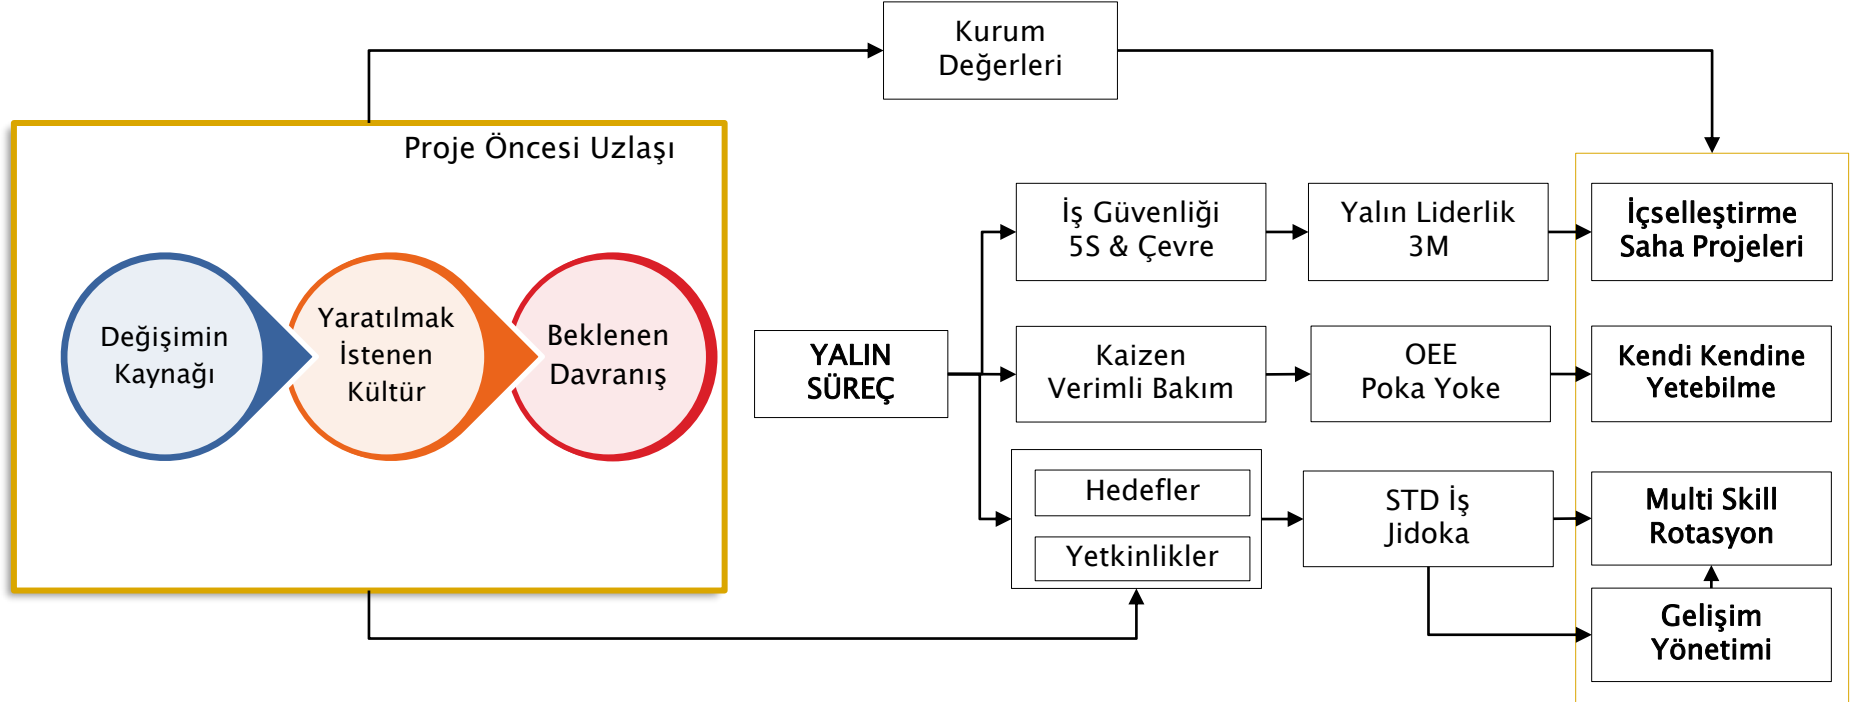 Kurum
Değerleri
Proje Öncesi Uzlaşı
Değişimin
Kaynağı
Yaratılmak
İstenen
Kültür
Beklenen
Davranış
YALIN
SÜREÇ
İş Güvenliği
5S & Çevre
Yalın Liderlik
3M
İçselleştirme
Saha Projeleri
Kaizen
Verimli Bakım
OEE
Poka Yoke
Kendi Kendine
Yetebilme
Hedefler
Yetkinlikler
STD İş
Jidoka
Multi Skill
Rotasyon
Gelişim
Yönetimi